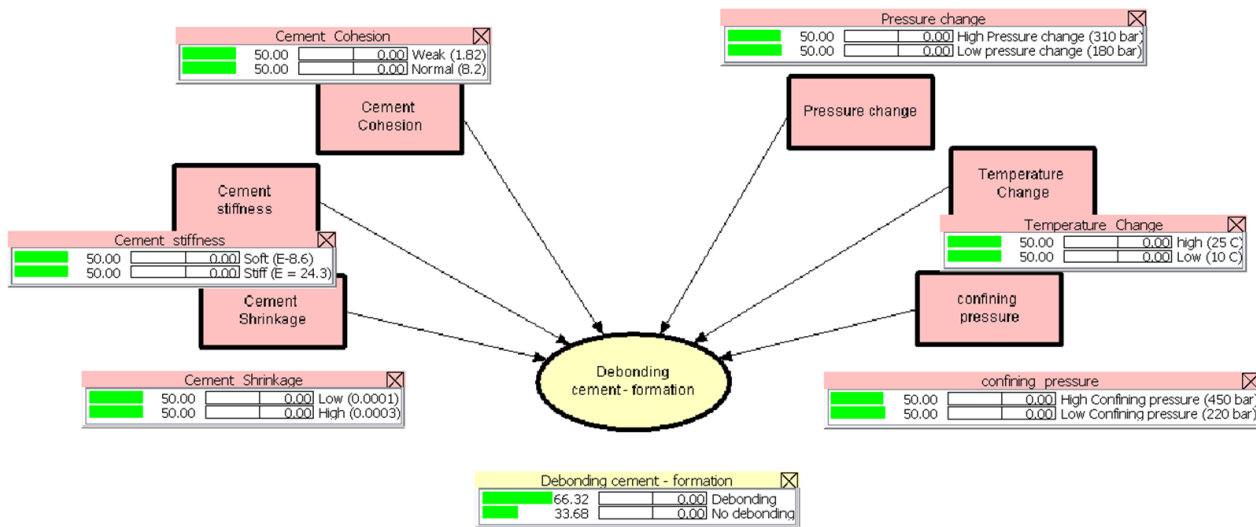 Cement Cohesion
50.00 0.00 Weak (1.82)
50.00 0.00 Normal (8.2)
Pressure change
50.00 0.00 High Pressure change (310 bar)
50.00 0.00 Low pressure change (180 bar)
Cement
Cohesion
Pressure change
Cement
stiffness
Temperature
Change
Cement stiffness
50.00 0.00 Soft (E-8.6)
50.00 0.00 Stiff (E = 24.3)
Temperature Change
50.00 0.00 high (25 C)
50.00 0.00 Low (10 C)
Cement
Shrinkage
confining
pressure
Debonding
cement - formation
Cement Shrinkage
50.00 0.00 Low (0.0001)
50.00 0.00 High (0.0003)
confining pressure
50.00 0.00 High Confining pressure (450 bar)
50.00 0.00 Low Confining pressure (220 bar)
Debonding cement - formation
66.32 0.00 Debonding
33.68 0.00 No debonding